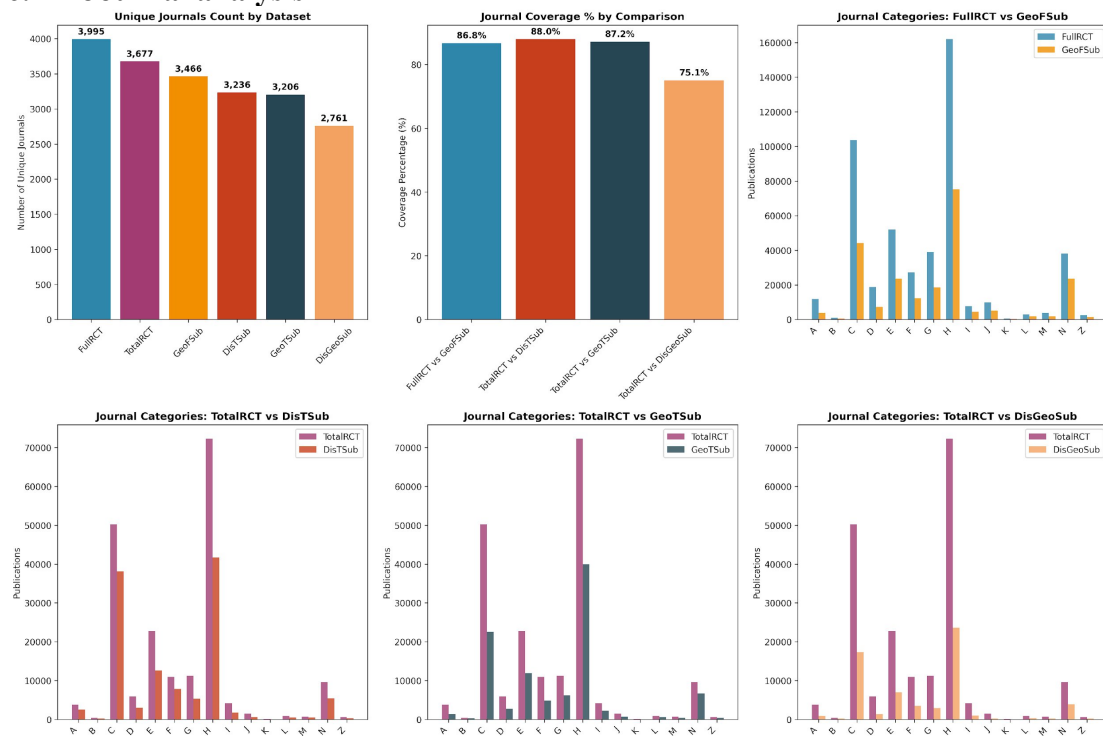 Unique Journals Count by Dataset
Number of Unique Journals
4000
3500
3000
2500
2000
1500
1000
500
0
3,995
3,677
3,466
3,236
3,206
2,761
FullRCT
TotalRCT
GeoFSub
DisTSub
GeoTSub
DisGeoSub
Journal Coverage % by Comparison
Coverage Percentage (%)
80
60
40
20
0
86.8%
88.0%
87.2%
75.1%
FullRCT vs GeoFSub
TotalRCT vs DisTSub
TotalRCT vs GeoTSub
TotalRCT vs DisGeoSub
Journal Categories: FullRCT vs GeoFSub
Publications
160000
140000
120000
100000
80000
60000
40000
20000
0
FullRCT
GeoFSub
A B C D E F G H I J K L M N Z
Journal Categories: TotalRCT vs DisTSub
Publications
70000
60000
50000
40000
30000
20000
10000
0
TotalRCT
DisTSub
A B C D E F G H I J K L M N Z
Journal Categories: TotalRCT vs GeoTSub
Publications
70000
60000
50000
40000
30000
20000
10000
0
TotalRCT
GeoTSub
A B C D E F G H I J K L M N Z
Journal Categories: TotalRCT vs DisGeoSub
Publications
70000
60000
50000
40000
30000
20000
10000
0
TotalRCT
DisGeoSub
A B C D E F G H I J K L M N Z